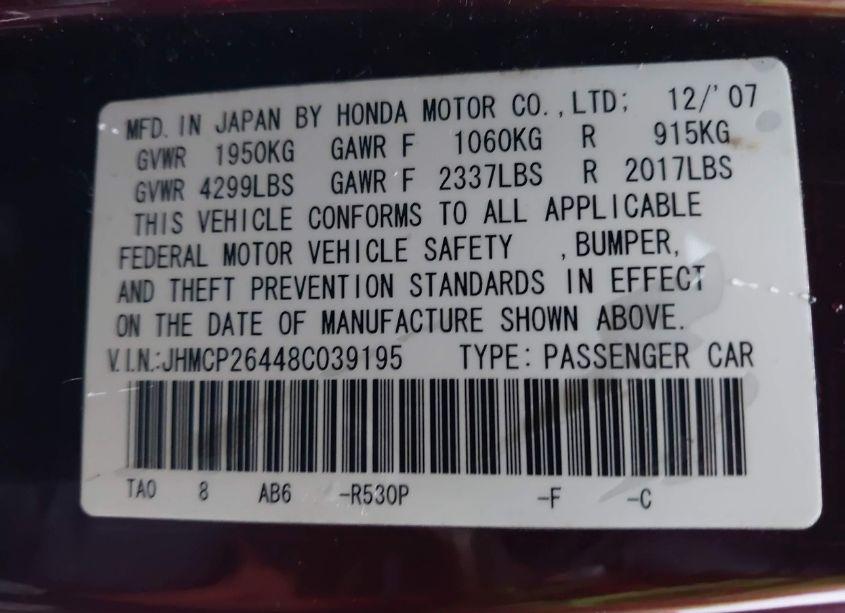 MFD. IN JAPAN BY HONDA MOTOR CO.,LTD; 12/'07
GVWR 1950KG GAWR F 1060KG R 915KG
GVWR 4299LBS GAWR F 2337LBS R 2017LBS
THIS VEHICLE CONFORMS TO ALL APPLICABLE
FEDERAL MOTOR VEHICLE SAFETY ,BUMPER,
AND THEFT PREVENTION STANDARDS IN EFFECT
ON THE DATE OF MANUFACTURE SHOWN ABOVE.
V.I.N.:JHMCP26448C039195 TYPE: PASSENGER CAR
TA0 8 AB6 -R530P -F -C